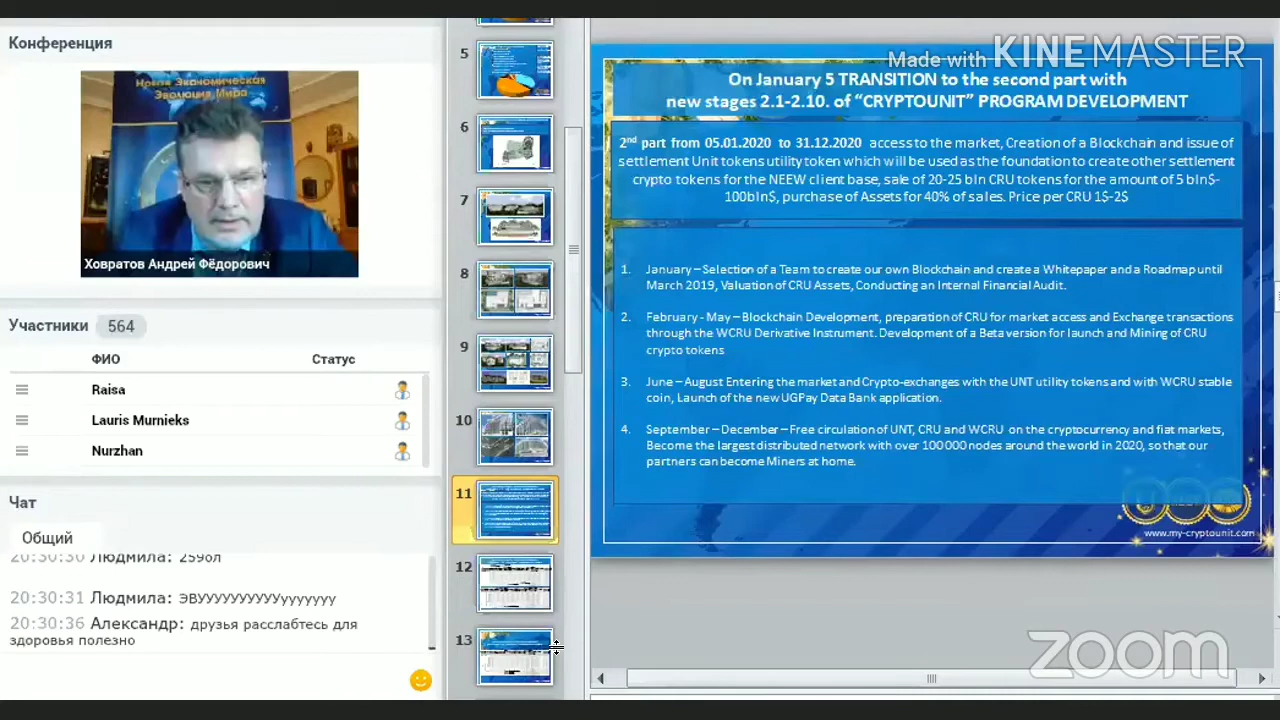 Конференция
Новая Экономическая
Эволюция Мира
Ховратов Андрей Фёдорович
Участники 564
ФИО Статус
Raisa
Lauris Murnieks
Nurzhan
Чат
Общий
20:30:30 Людмила: 259ол
20:30:31 Людмила: ЭВУУУУУУУУУууууууу
20:30:36 Александр: друзья расслабтесь для
здоровья полезно
5
6
7
8
9
10
11
12
13
Made with KINEMASTER
On January 5 TRANSITION to the second part with
new stages 2.1-2.10. of “CRYPTOUNIT” PROGRAM DEVELOPMENT
2nd part from 05.01.2020 to 31.12.2020 access to the market, Creation of a Blockchain and issue of
settlement Unit tokens utility token which will be used as the foundation to create other settlement
crypto tokens for the NEEW client base, sale of 20-25 bln CRU tokens for the amount of 5 bln$-
100bln$, purchase of Assets for 40% of sales. Price per CRU 1$-2$
1. January – Selection of a Team to create our own Blockchain and create a Whitepaper and a Roadmap until
March 2019, Valuation of CRU Assets, Conducting an Internal Financial Audit.
2. February - May – Blockchain Development, preparation of CRU for market access and Exchange transactions
through the WCRU Derivative Instrument. Development of a Beta version for launch and Mining of CRU
crypto tokens
3. June – August Entering the market and Crypto-exchanges with the UNT utility tokens and with WCRU stable
coin, Launch of the new UGPay Data Bank application.
4. September – December – Free circulation of UNT, CRU and WCRU on the cryptocurrency and fiat markets,
Become the largest distributed network with over 100 000 nodes around the world in 2020, so that our
partners can become Miners at home.
www.my-cryptounit.com
zoom